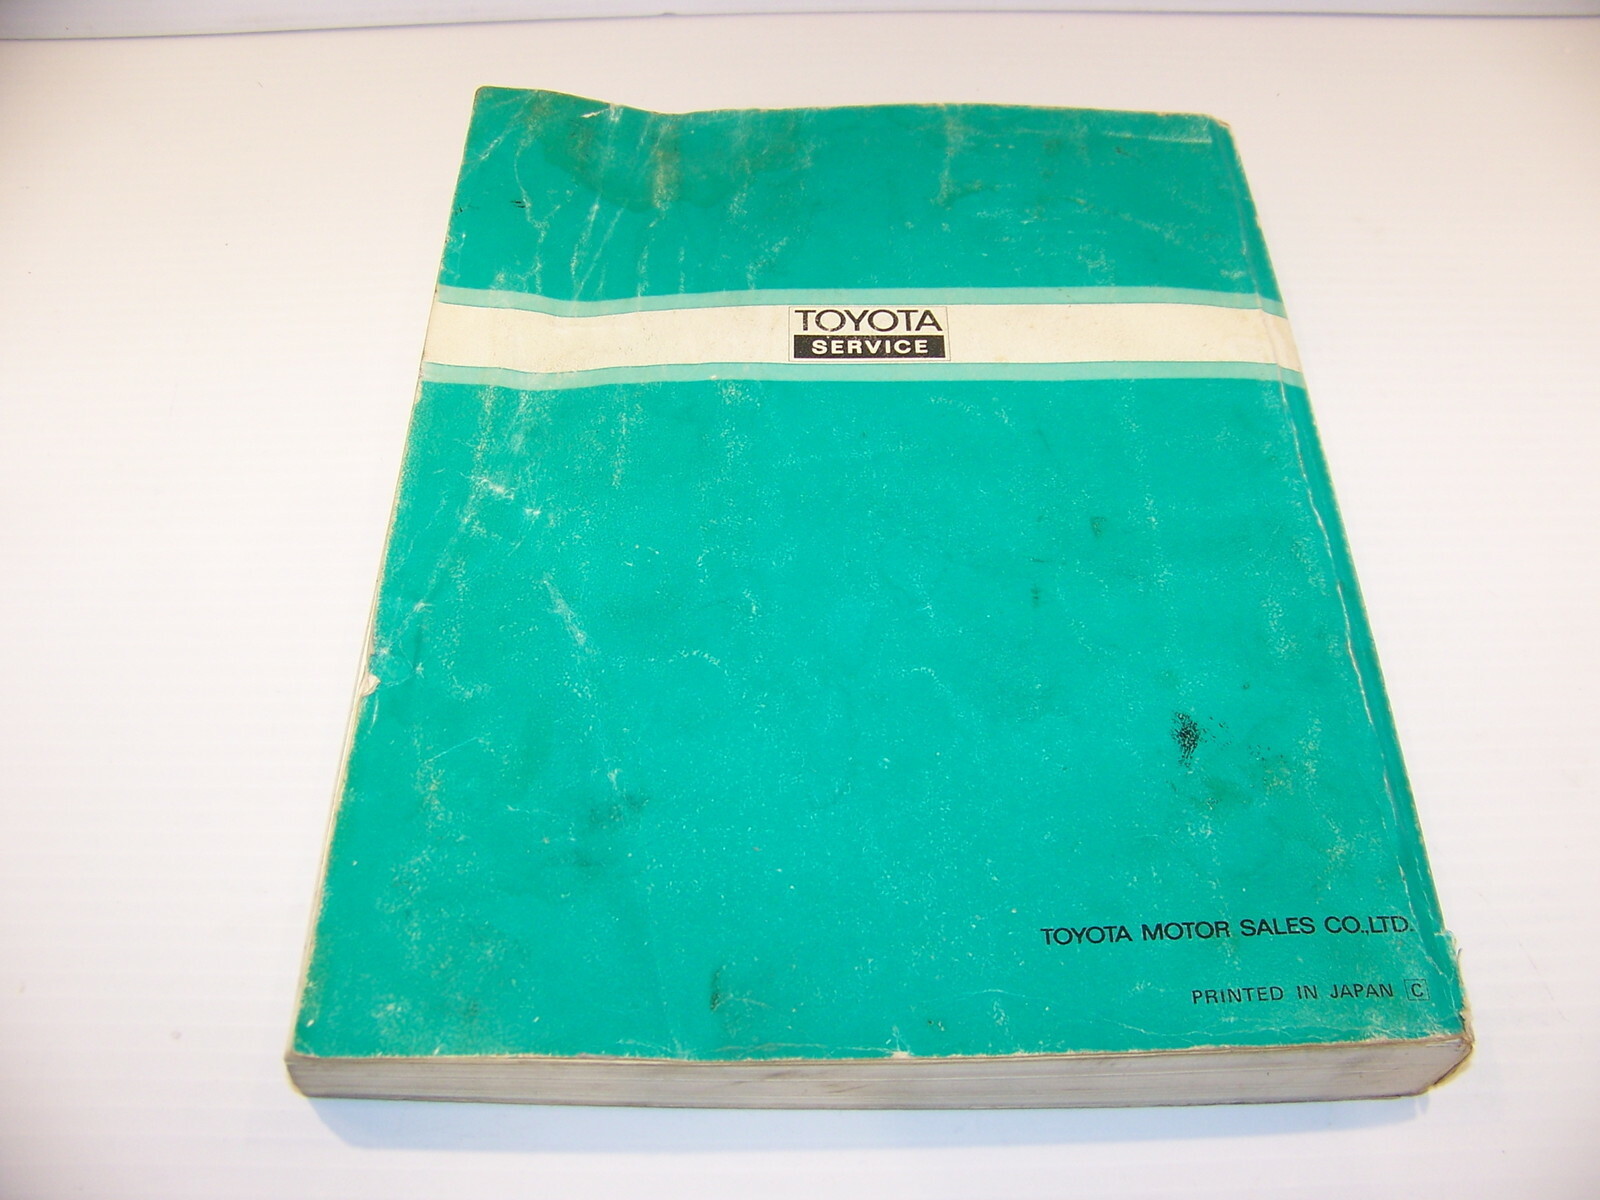 TOYOTA
SERVICE
TOYOTA MOTOR SALES CO.,LTD.
PRINTED IN JAPAN C